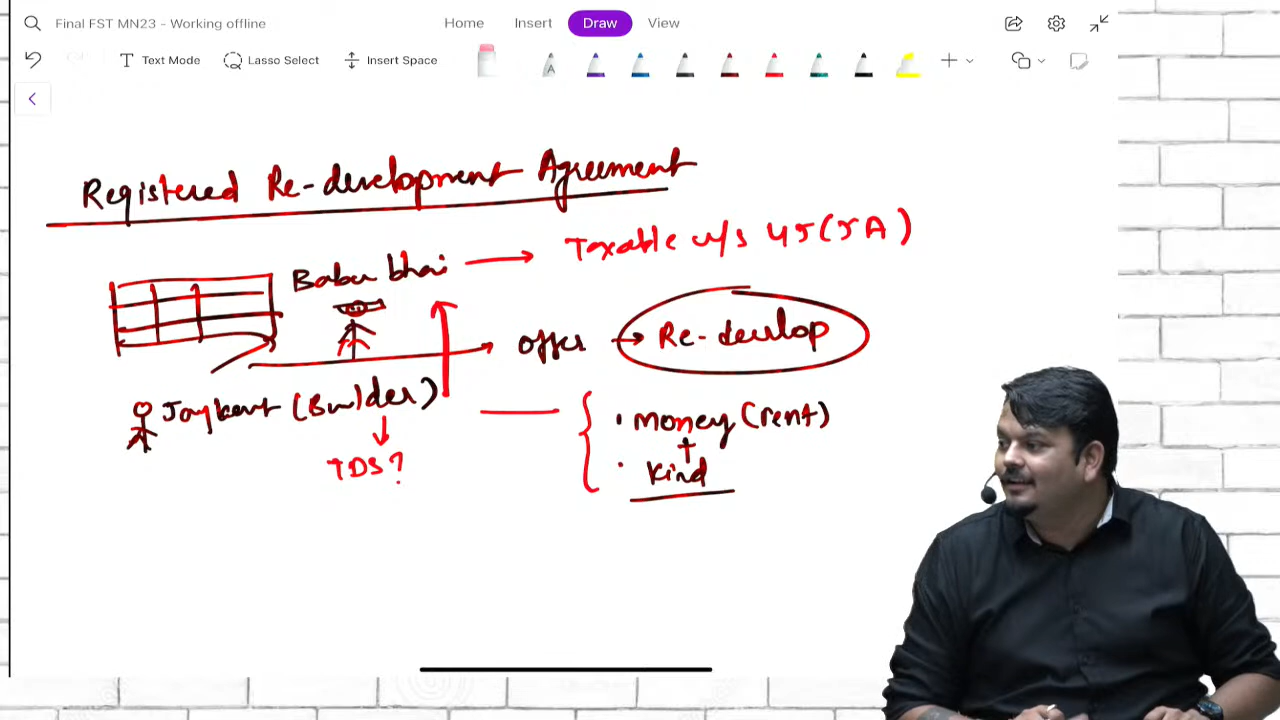 Final FST MN23 - Working offline
Home Insert Draw View
Text Mode Lasso Select Insert Space
A
Registered Re-development Agreement
Babu bhai → Taxable u/s 45(5A)
offer → Re-develop
Jaykant (Builder)
• money (rent)
+
• Kind
TDS?